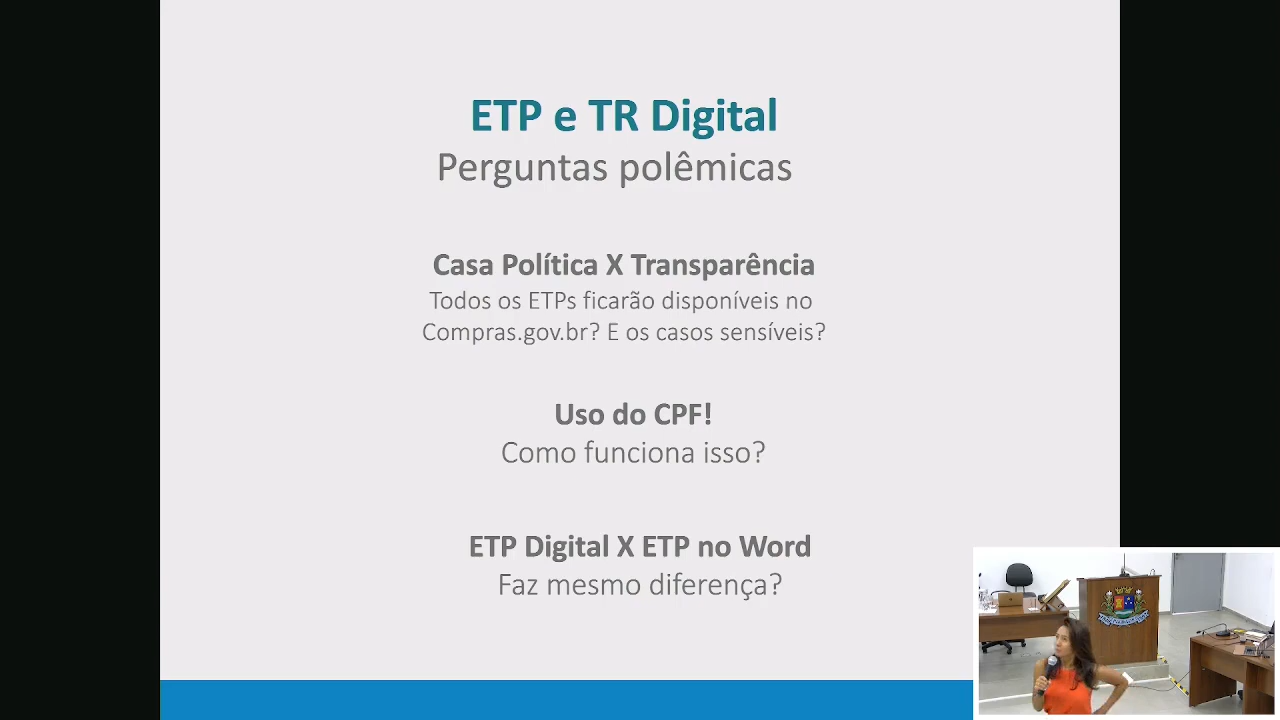 ETP e TR Digital
Perguntas polêmicas
Casa Política X Transparência
Todos os ETPs ficarão disponíveis no
Compras.gov.br? E os casos sensíveis?
Uso do CPF!
Como funciona isso?
ETP Digital X ETP no Word
Faz mesmo diferença?